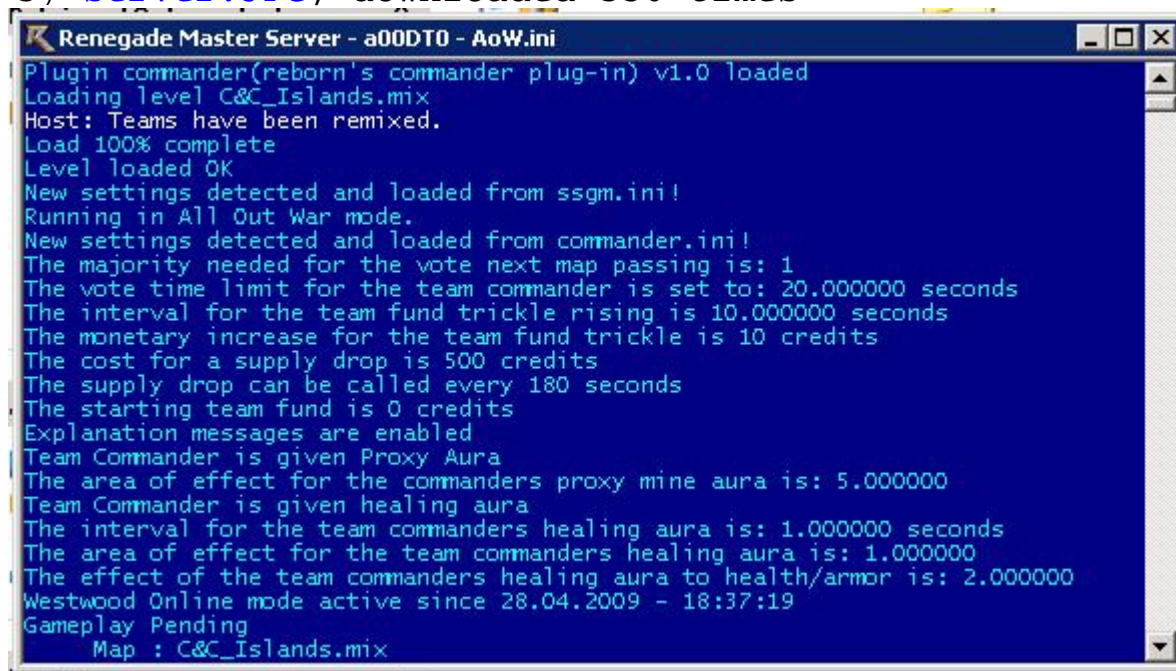 Renegade Master Server - a00DT0 - AoW.ini
Plugin commander(reborn's commander plug-in) v1.0 loaded
Loading level C&C_Islands.mix
Host: Teams have been remixed.
Load 100% complete
Level loaded OK
New settings detected and loaded from ssgm.ini!
Running in All Out War mode.
New settings detected and loaded from commander.ini!
The majority needed for the vote next map passing is: 1
The vote time limit for the team commander is set to: 20.000000 seconds
The interval for the team fund trickle rising is 10.000000 seconds
The monetary increase for the team fund trickle is 10 credits
The cost for a supply drop is 500 credits
The supply drop can be called every 180 seconds
The starting team fund is 0 credits
Explanation messages are enabled
Team Commander is given Proxy Aura
The area of effect for the commanders proxy mine aura is: 5.000000
Team Commander is given healing aura
The interval for the team commanders healing aura is: 1.000000 seconds
The area of effect for the team commanders healing aura is: 1.000000
The effect of the team commanders healing aura to health/armor is: 2.000000
Westwood Online mode active since 28.04.2009 - 18:37:19
Gameplay Pending
Map : C&C_Islands.mix